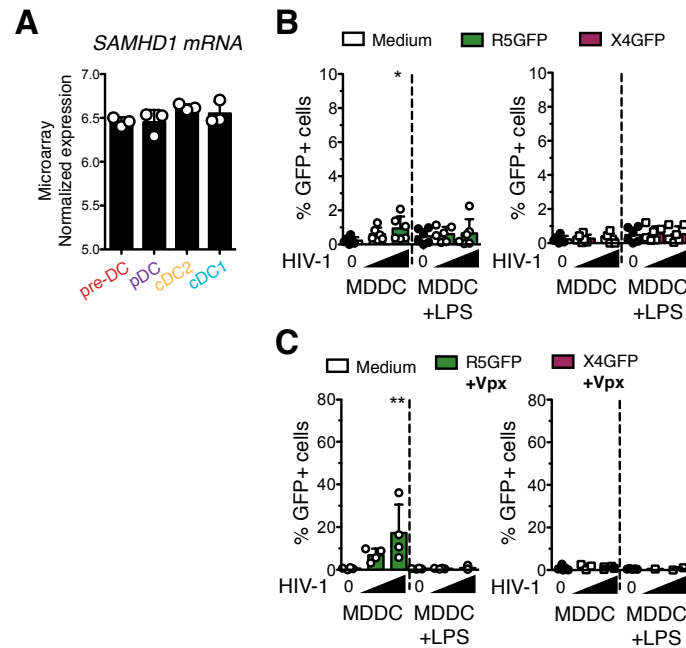 A
SAMHD1 mRNA
Microarray
Normalized expression
7.0
6.5
6.0
5.5
5.0
pre-DC
pDC
cDC2
cDC1
B
Medium
R5GFP
X4GFP
% GFP+ cells
10
8
6
4
2
0
*
HIV-1
0
0
MDDC
MDDC
+LPS
% GFP+ cells
10
8
6
4
2
0
HIV-1
0
0
MDDC
MDDC
+LPS
C
Medium
R5GFP
+Vpx
X4GFP
+Vpx
% GFP+ cells
80
60
40
20
0
**
HIV-1
0
0
MDDC
MDDC
+LPS
% GFP+ cells
80
60
40
20
0
HIV-1
0
0
MDDC
MDDC
+LPS